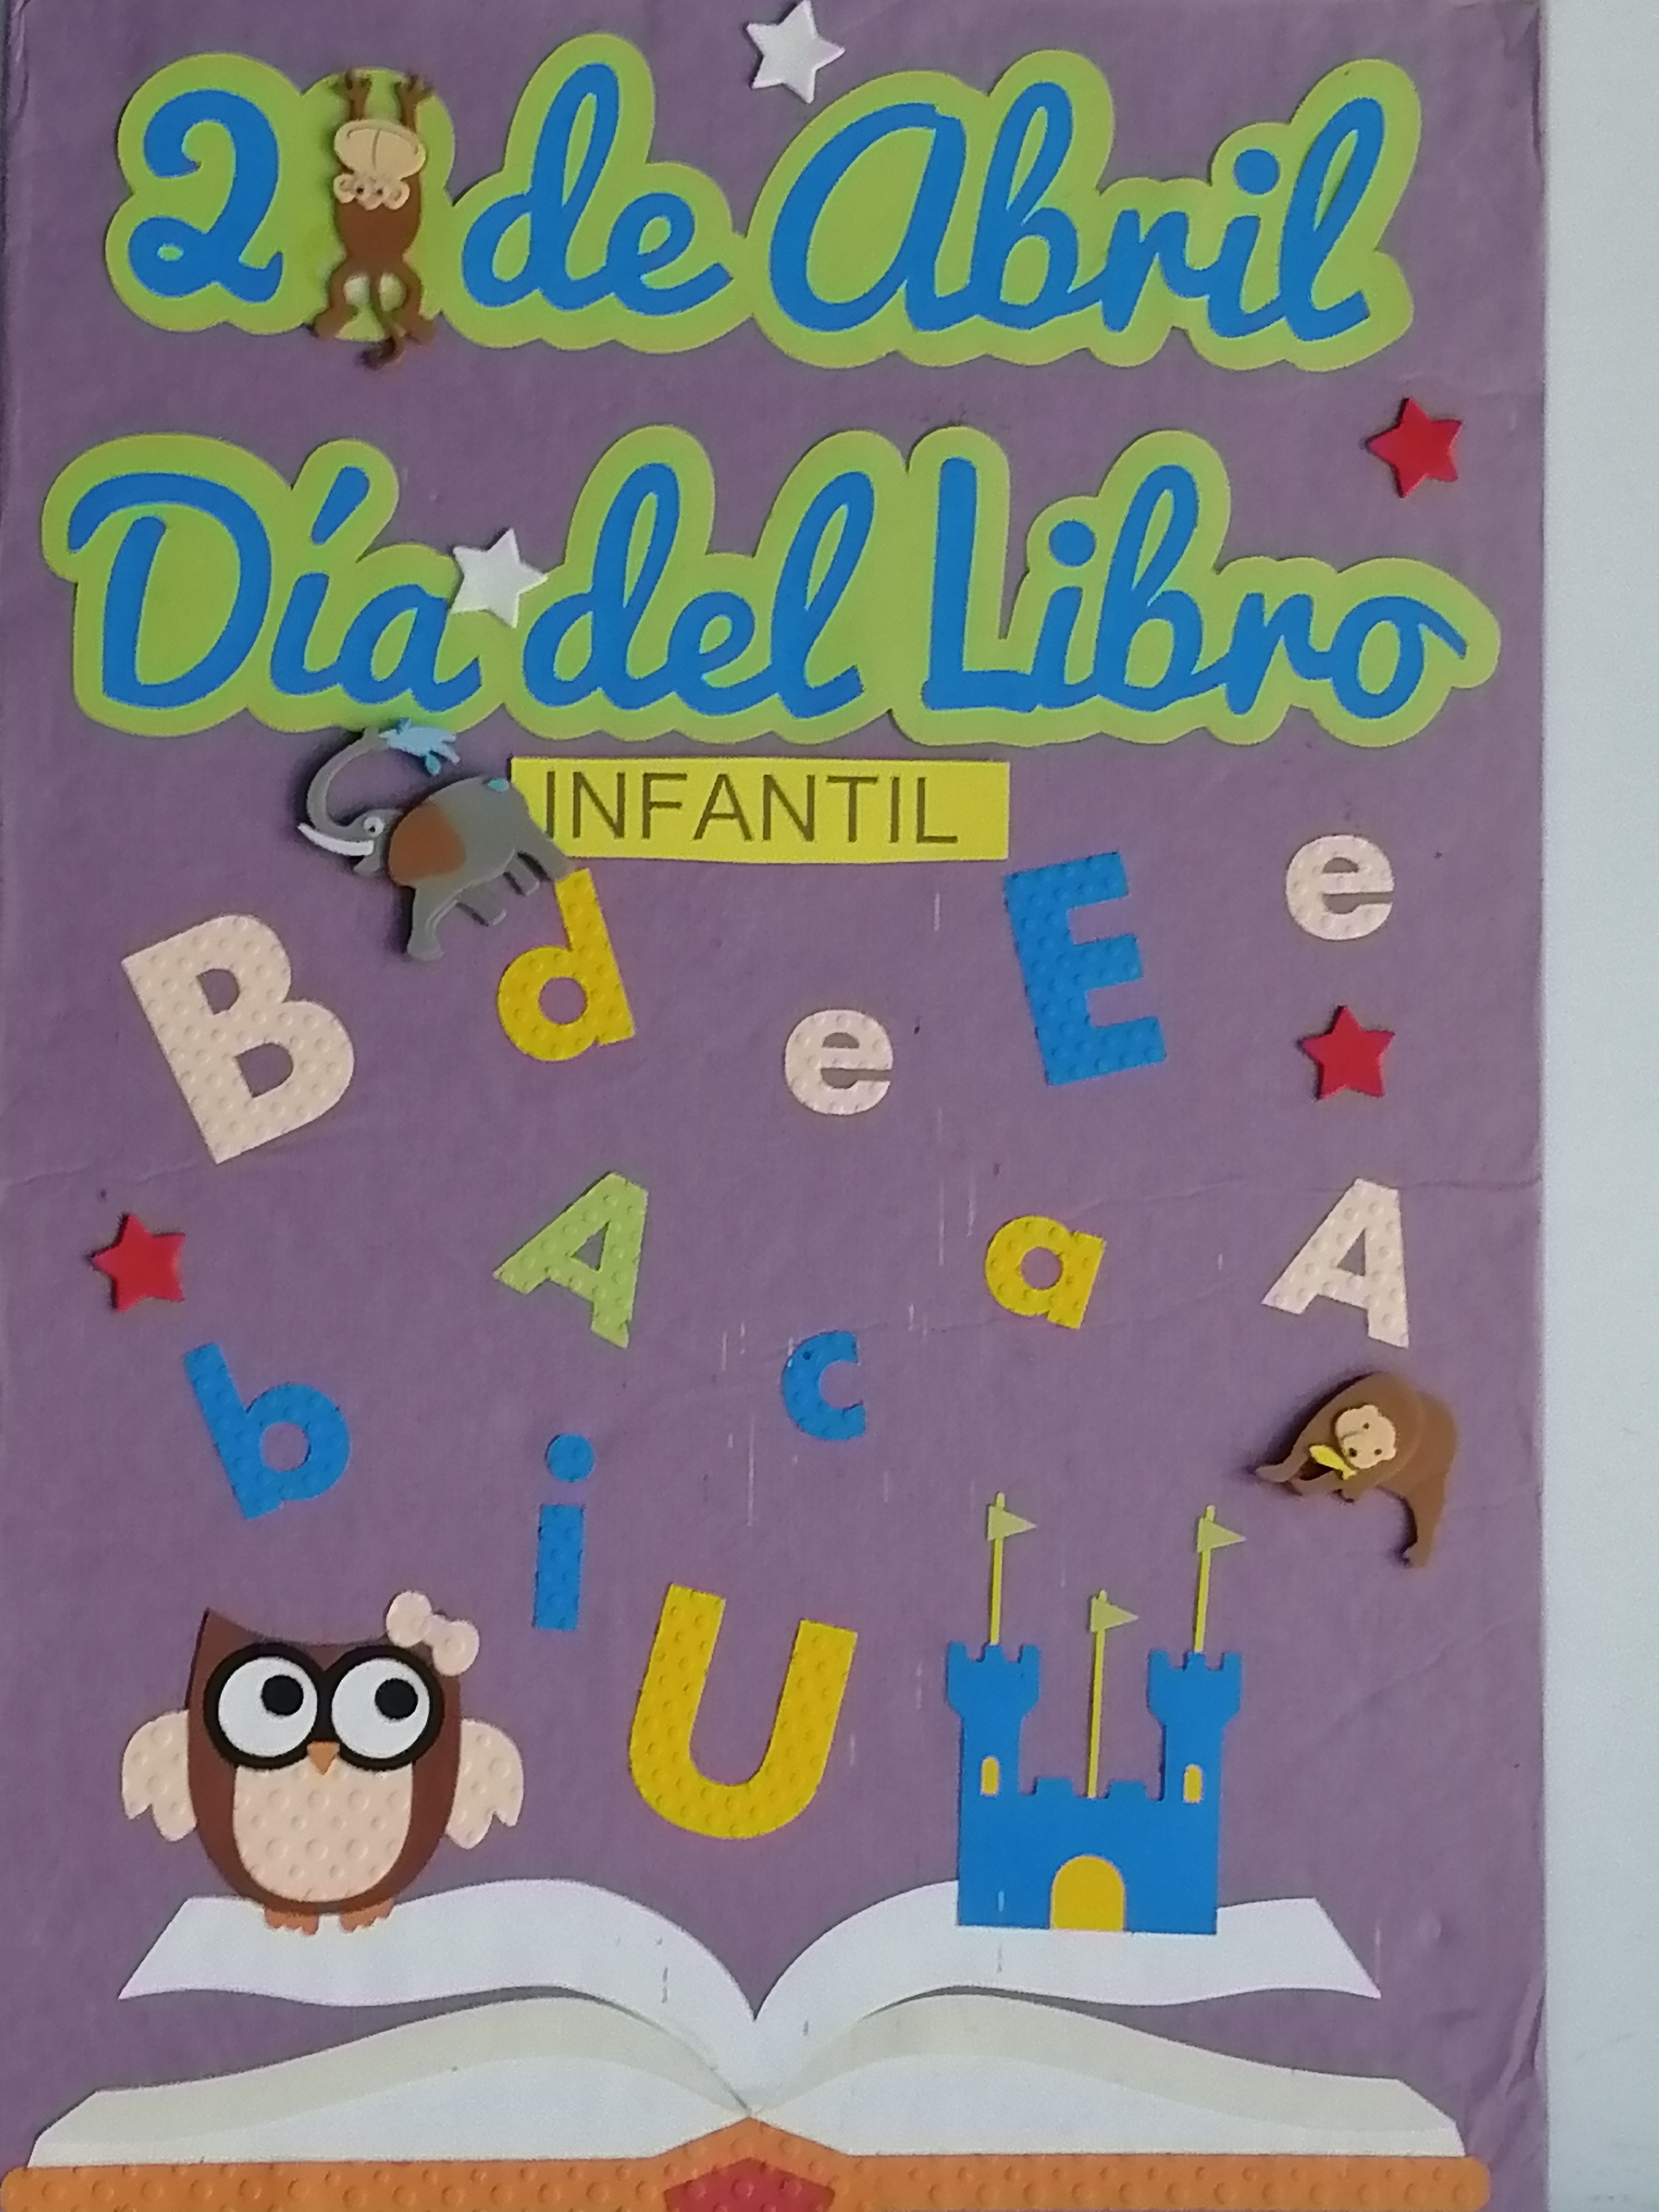 2 de Abril
Día del Libro
INFANTIL
e
B d e E
A a A
b c
i
U